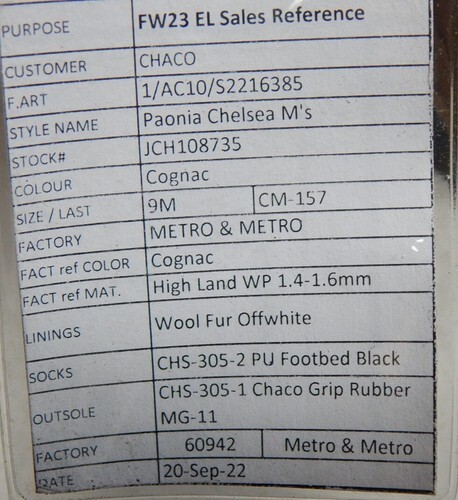 PURPOSE FW23 EL Sales Reference
CUSTOMER CHACO
F.ART 1/AC10/S2216385
STYLE NAME Paonia Chelsea M's
STOCK# JCH108735
COLOUR Cognac
SIZE / LAST 9M CM-157
FACTORY METRO & METRO
FACT ref COLOR Cognac
FACT ref MAT. High Land WP 1.4-1.6mm
LININGS Wool Fur Offwhite
SOCKS CHS-305-2 PU Footbed Black
OUTSOLE CHS-305-1 Chaco Grip Rubber
MG-11
FACTORY 60942 Metro & Metro
DATE 20-Sep-22